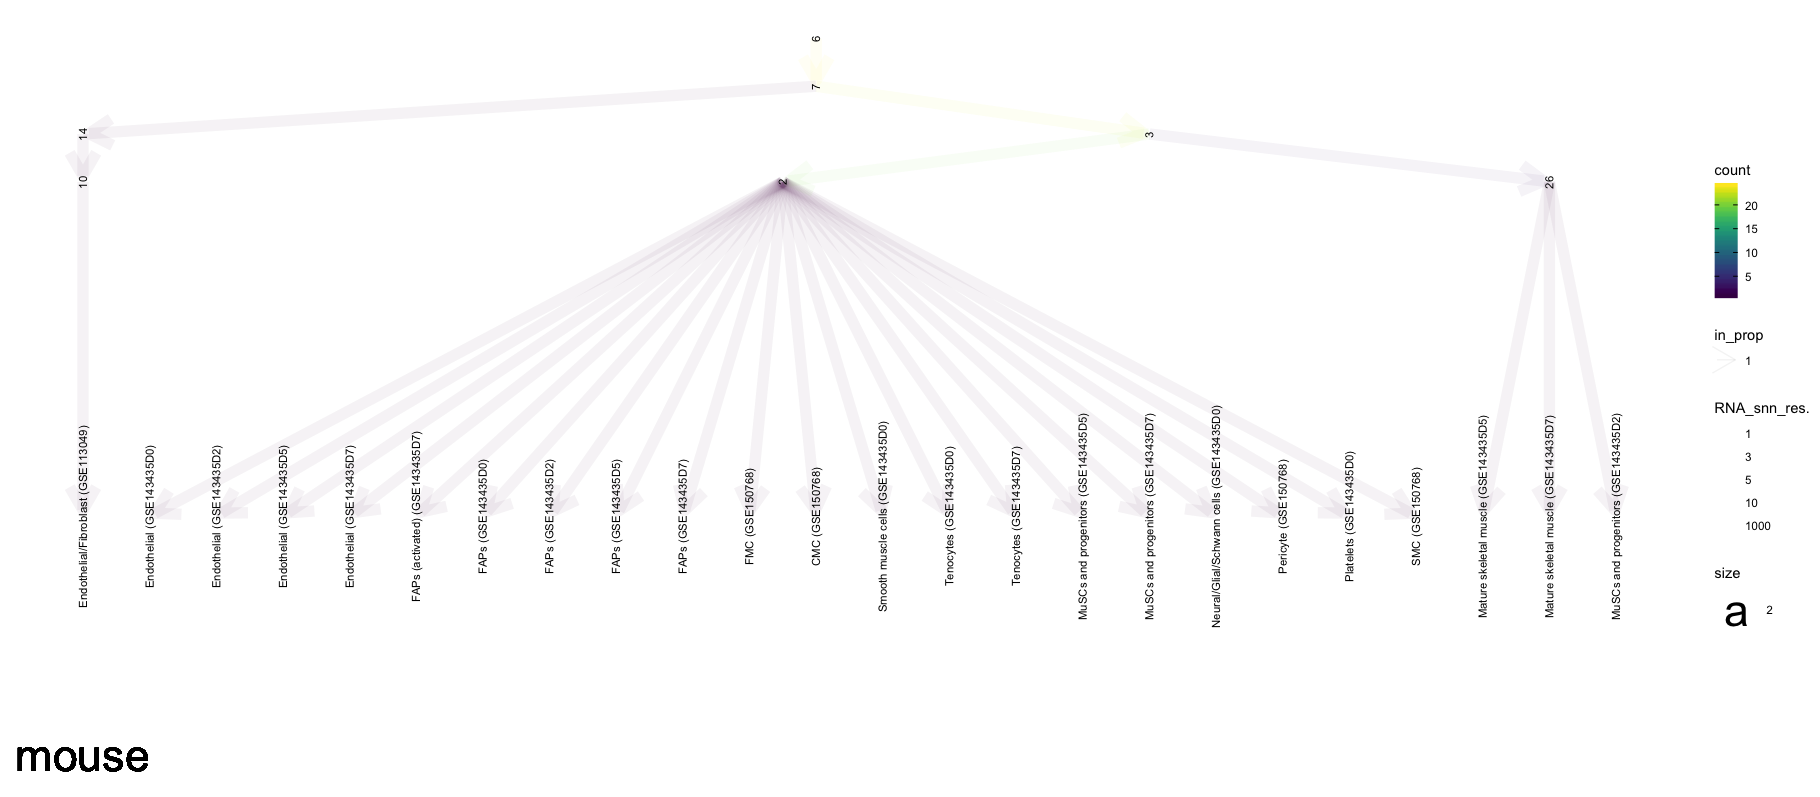 6
7
14
3
10
2
26
Endothelial/Fibroblast (GSE113049)
Endothelial (GSE143435D0)
Endothelial (GSE143435D2)
Endothelial (GSE143435D5)
Endothelial (GSE143435D7)
FAPs (activated) (GSE143435D7)
FAPs (GSE143435D0)
FAPs (GSE143435D2)
FAPs (GSE143435D5)
FAPs (GSE143435D7)
FMC (GSE150768)
CMC (GSE150768)
Smooth muscle cells (GSE143435D0)
Tenocytes (GSE143435D0)
Tenocytes (GSE143435D7)
MuSCs and progenitors (GSE143435D5)
MuSCs and progenitors (GSE143435D7)
Neural/Glial/Schwann cells (GSE143435D0)
Pericyte (GSE150768)
Platelets (GSE143435D0)
SMC (GSE150768)
Mature skeletal muscle (GSE143435D5)
Mature skeletal muscle (GSE143435D7)
MuSCs and progenitors (GSE143435D2)
count
20
15
10
5
in_prop
1
RNA_snn_res.
1
3
5
10
1000
size
a 2
mouse